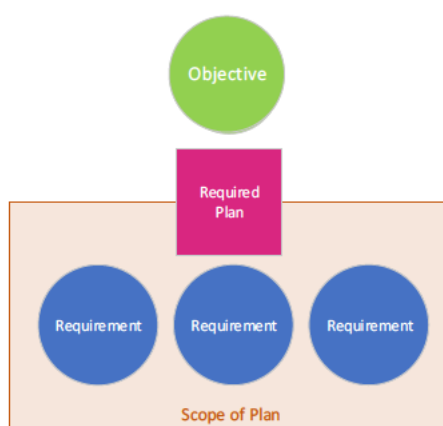 Objective
Required
Plan
Requirement
Requirement
Requirement
Scope of Plan